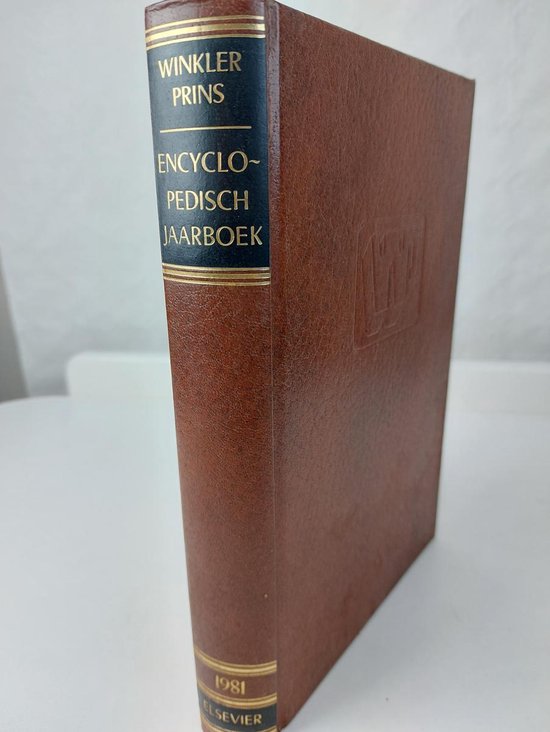 WINKLER
PRINS
ENCYCLO~
PEDISCH
JAARBOEK
1981
ELSEVIER